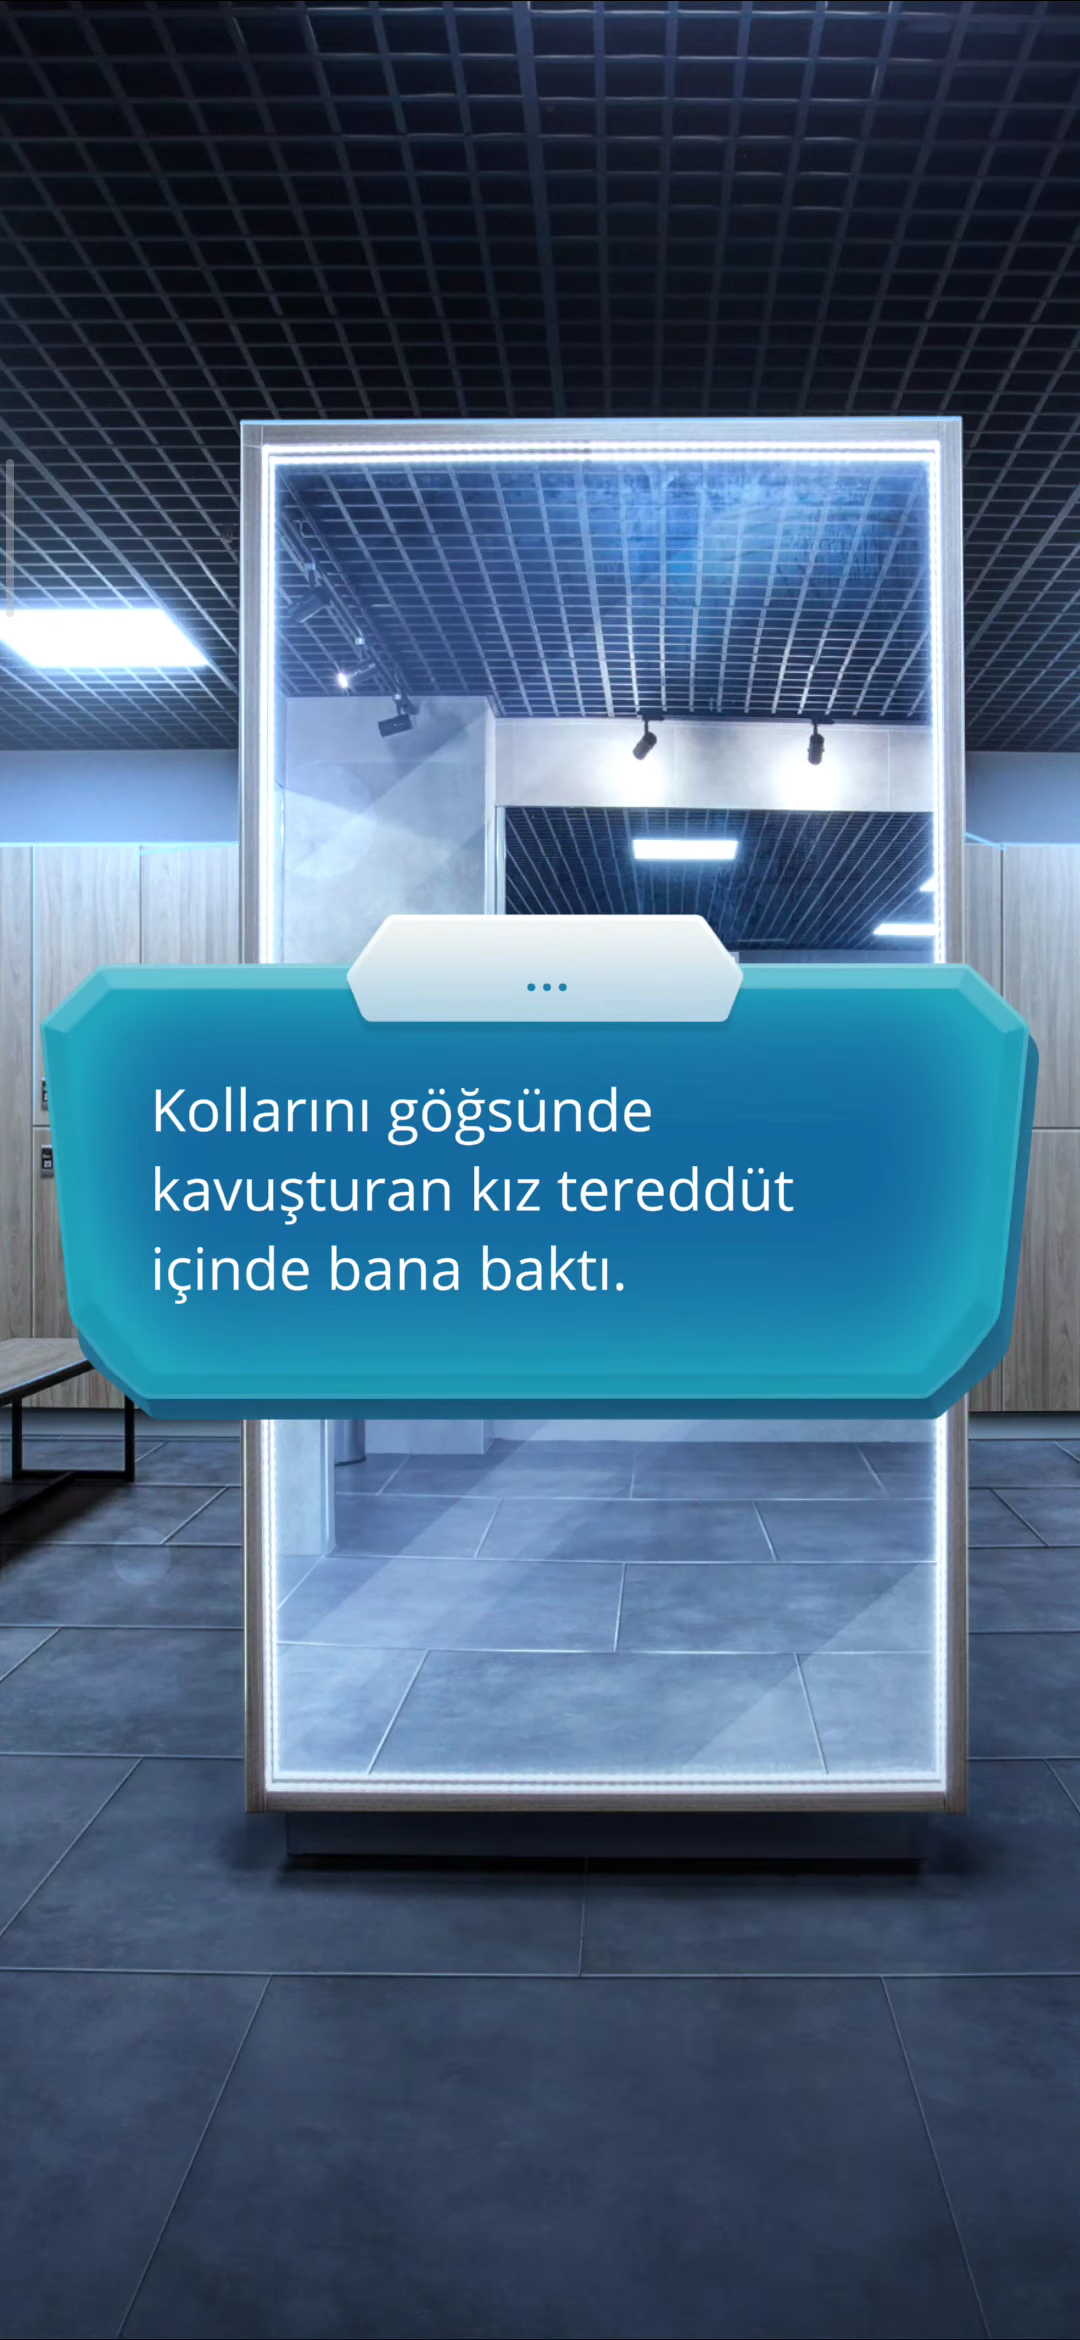 ...
Kollarını göğsünde
kavuşturan kız tereddüt
içinde bana baktı.